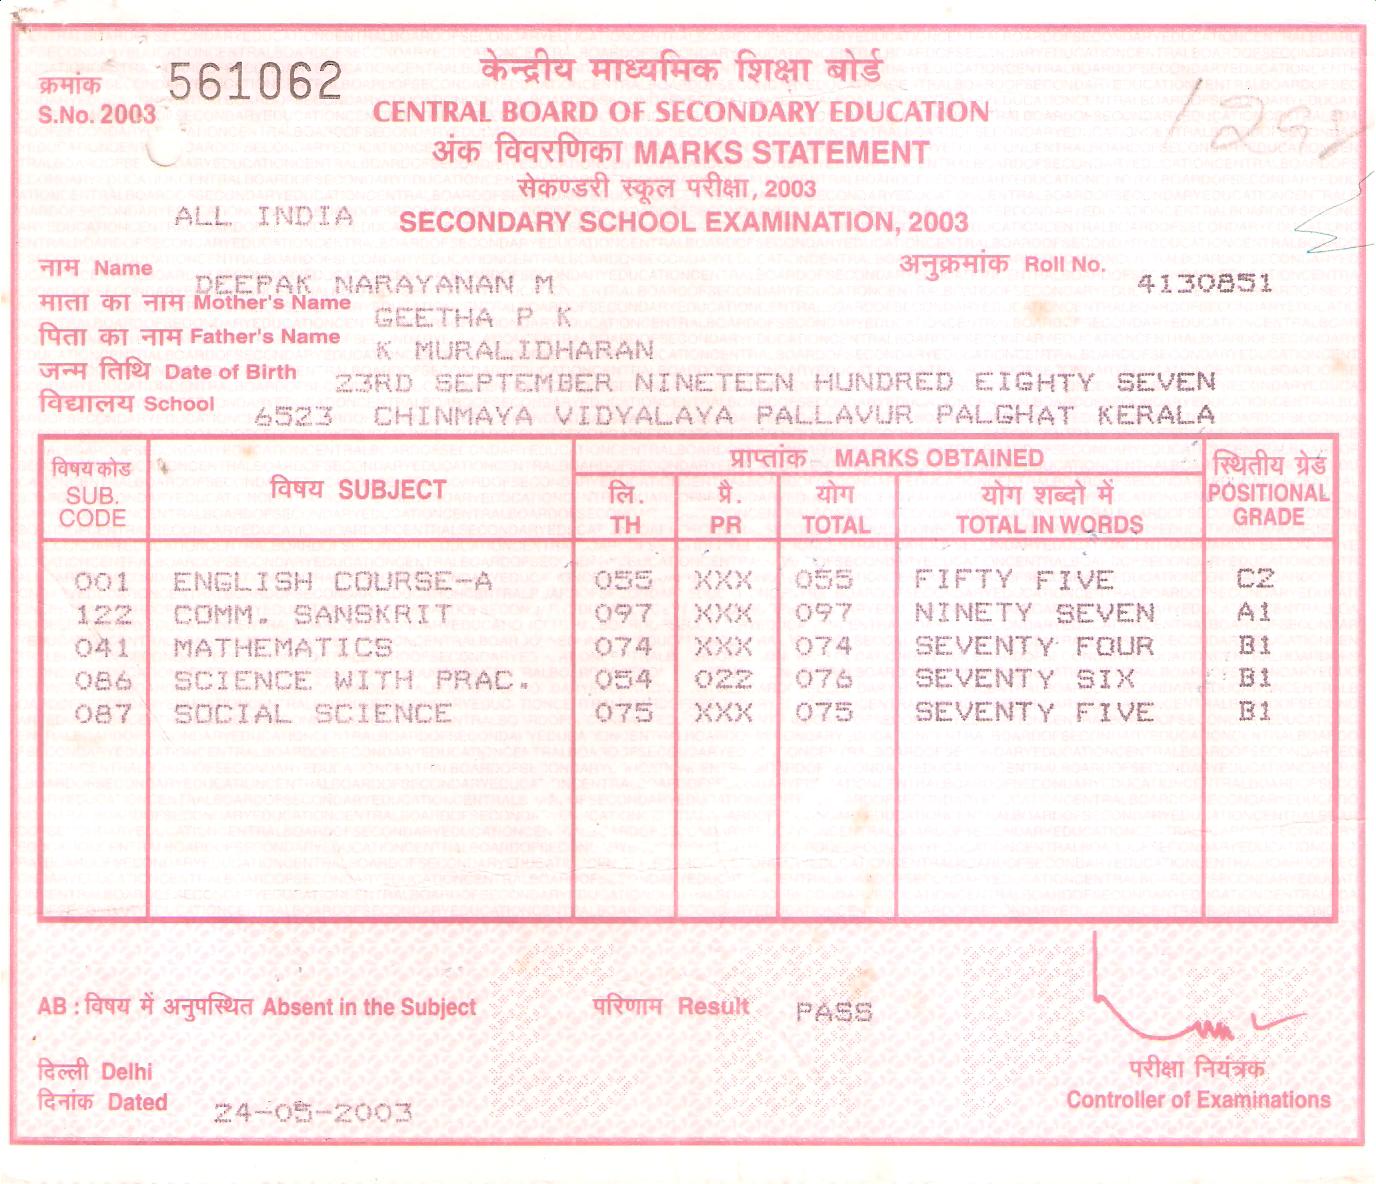 क्रमांक 561062
S.No. 2003
केन्द्रीय माध्यमिक शिक्षा बोर्ड
CENTRAL BOARD OF SECONDARY EDUCATION
अंक विवरणिका MARKS STATEMENT
सेकण्डरी स्कूल परीक्षा, 2003
ALL INDIA SECONDARY SCHOOL EXAMINATION, 2003
नाम Name DEEPAK NARAYANAN M अनुक्रमांक Roll No. 4130851
माता का नाम Mother's Name GEETHA P K
पिता का नाम Father's Name K MURALIDHARAN
जन्म तिथि Date of Birth 23RD SEPTEMBER NINETEEN HUNDRED EIGHTY SEVEN
विद्यालय School 6523 CHINMAYA VIDYALAYA PALLAVUR PALGHAT KERALA
विषय कोड SUB. CODE विषय SUBJECT प्राप्तांक MARKS OBTAINED स्थितीय ग्रेड POSITIONAL GRADE
लि. TH प्रै. PR योग TOTAL योग शब्दो में TOTAL IN WORDS
001 ENGLISH COURSE-A 055 XXX 055 FIFTY FIVE C2
122 COMM. SANSKRIT 097 XXX 097 NINETY SEVEN A1
041 MATHEMATICS 074 XXX 074 SEVENTY FOUR B1
086 SCIENCE WITH PRAC. 054 022 076 SEVENTY SIX B1
087 SOCIAL SCIENCE 075 XXX 075 SEVENTY FIVE B1
AB : विषय में अनुपस्थित Absent in the Subject परिणाम Result PASS
दिल्ली Delhi
दिनांक Dated 24-05-2003
परीक्षा नियंत्रक
Controller of Examinations